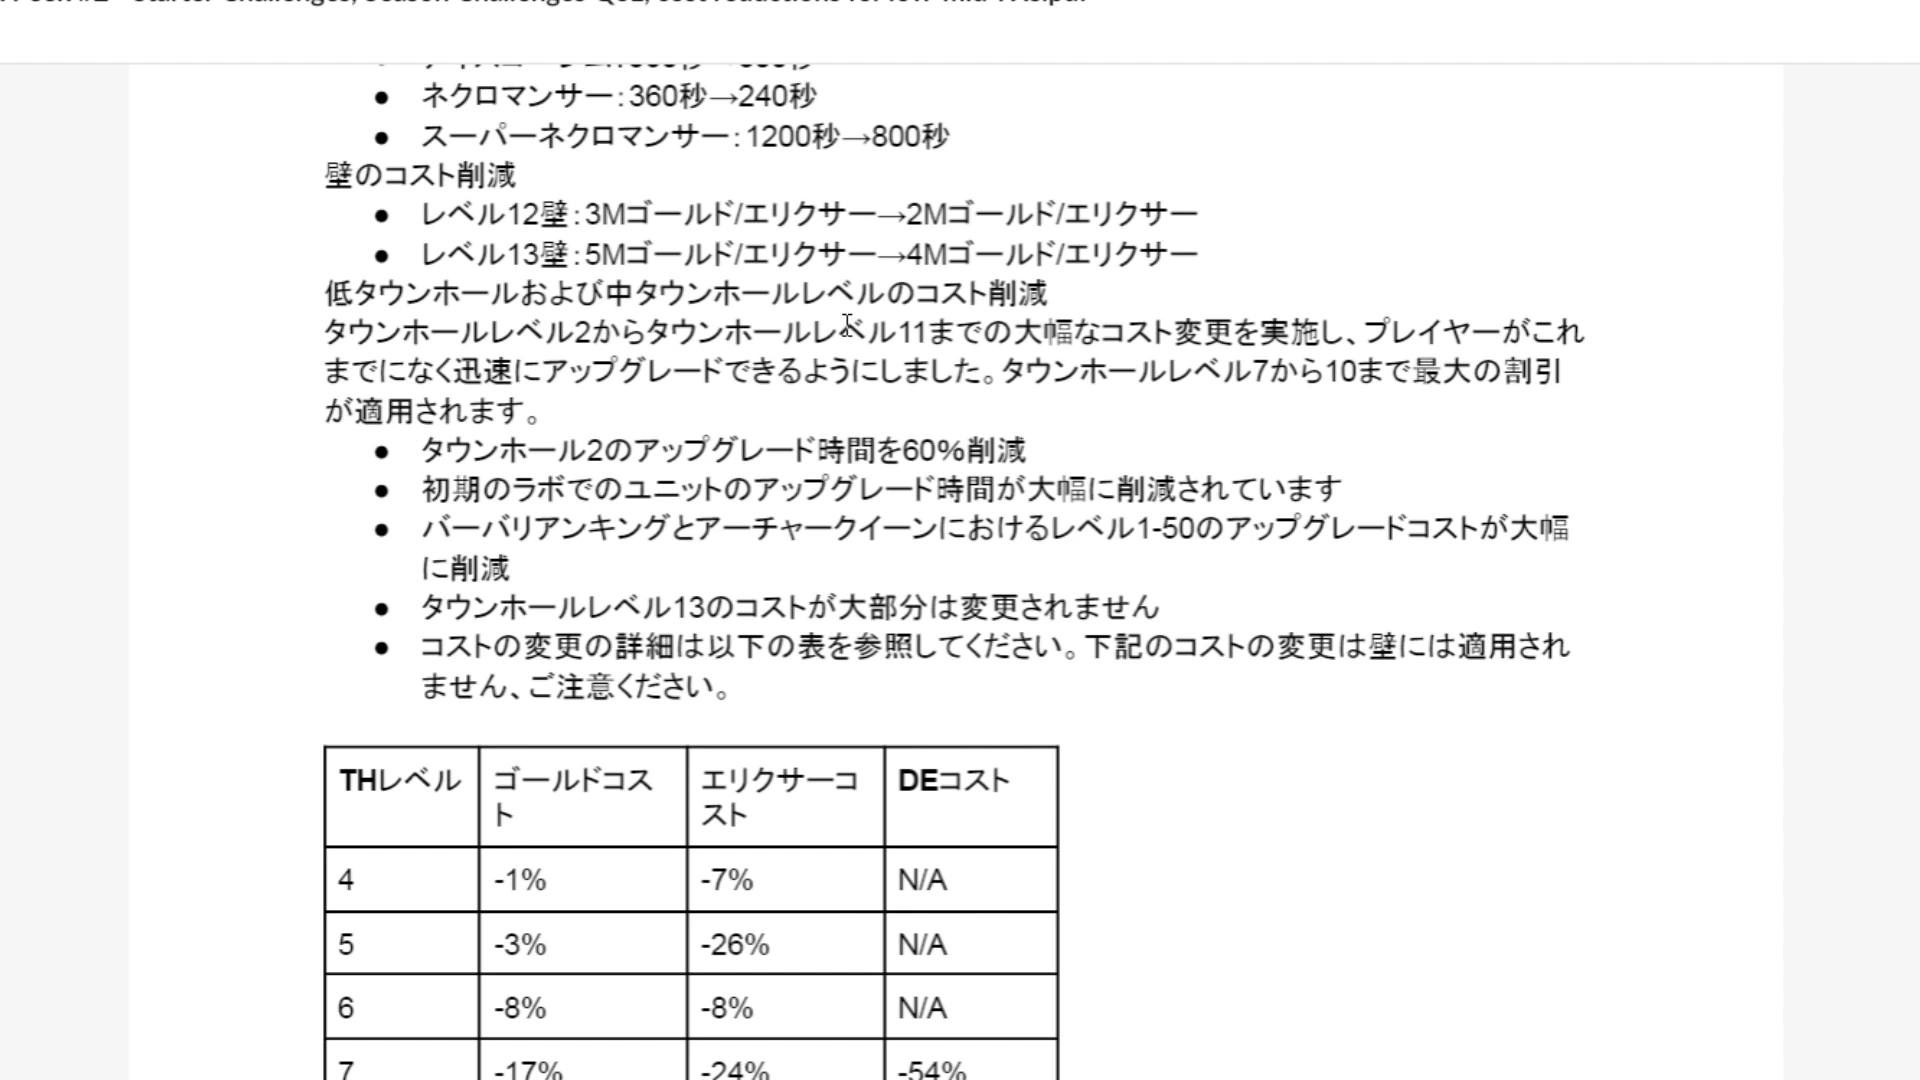 ● ネクロマンサー：360秒→240秒
● スーパーネクロマンサー：1200秒→800秒
壁のコスト削減
● レベル12壁：3Mゴールド/エリクサー→2Mゴールド/エリクサー
● レベル13壁：5Mゴールド/エリクサー→4Mゴールド/エリクサー
低タウンホールおよび中タウンホールレベルのコスト削減
タウンホールレベル2からタウンホールレベル11までの大幅なコスト変更を実施し、プレイヤーがこれ
までになく迅速にアップグレードできるようにしました。タウンホールレベル7から10まで最大の割引
が適用されます。
● タウンホール2のアップグレード時間を60%削減
● 初期のラボでのユニットのアップグレード時間が大幅に削減されています
● バーバリアンキングとアーチャークイーンにおけるレベル1-50のアップグレードコストが大幅
に削減
● タウンホールレベル13のコストが大部分は変更されません
● コストの変更の詳細は以下の表を参照してください。下記のコストの変更は壁には適用され
ません、ご注意ください。
THレベル ゴールドコス エリクサーコ DEコスト
ト スト
4 -1% -7% N/A
5 -3% -26% N/A
6 -8% -8% N/A
7 -17% -24% -54%